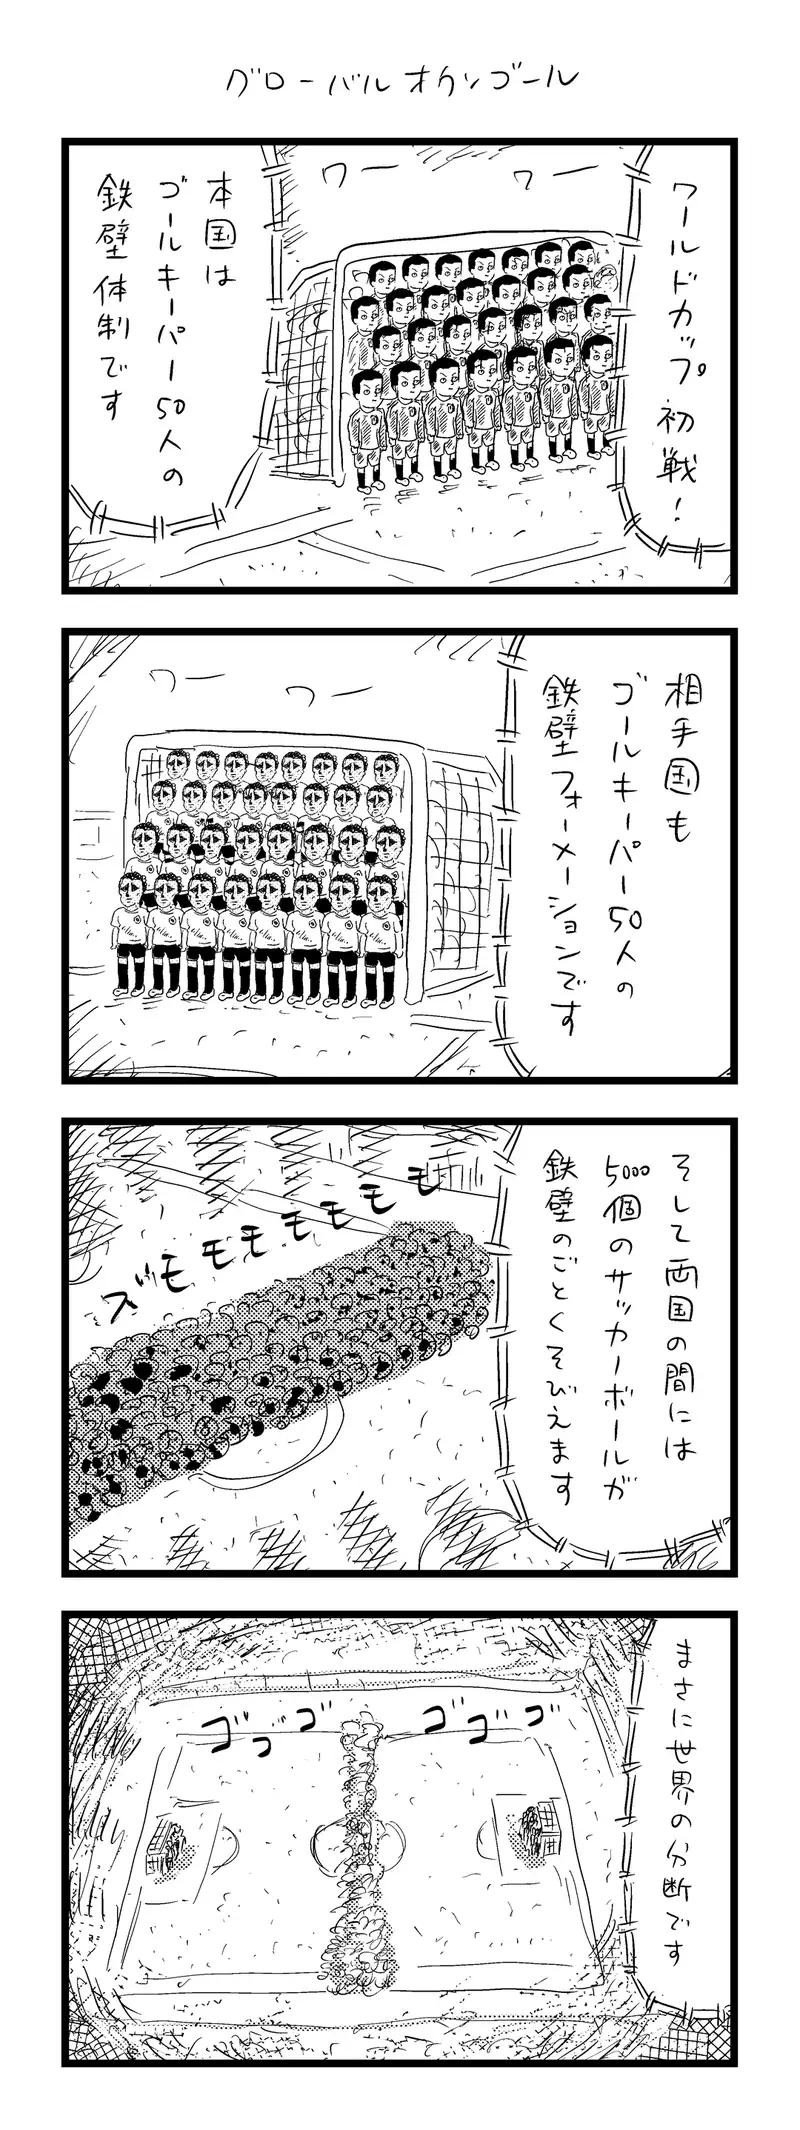 グローバルオウンゴール
ワールドカップ初戦！
ワー
ワー
本国は
ゴールキーパー50人の
鉄壁体制です
相手国も
ゴールキーパー50人の
鉄壁フォーメーションです
ワー
ワー
そして両国の間には
5000個のサッカーボールが
鉄壁のごとくそびえます
ズモモモモモモモ
まさに世界の分断です
ゴゴゴ
ゴゴゴ